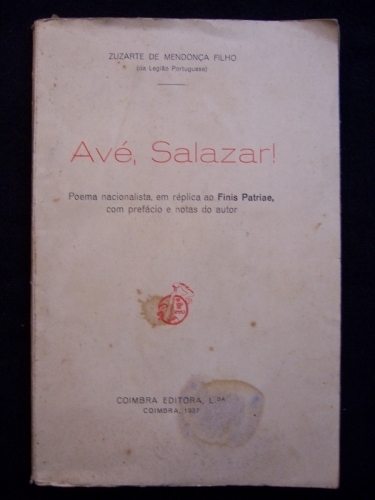 ZUZARTE DE MENDONÇA FILHO
(da Legião Portuguesa)
Avé, Salazar!
Poema nacionalista, em réplica ao Finis Patriae,
com prefácio e notas do autor
COIMBRA EDITORA, L.DA
COIMBRA, 1937